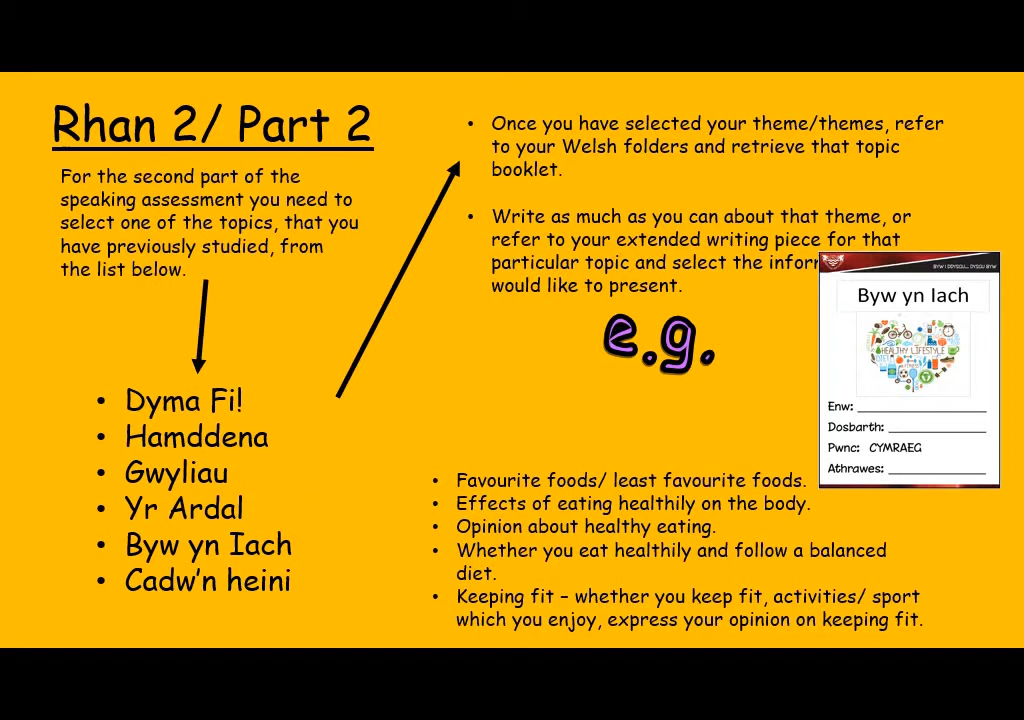 Rhan 2/ Part 2
For the second part of the
speaking assessment you need to
select one of the topics, that you
have previously studied, from
the list below.
• Dyma Fi!
• Hamddena
• Gwyliau
• Yr Ardal
• Byw yn Iach
• Cadw'n heini
• Once you have selected your theme/themes, refer
to your Welsh folders and retrieve that topic
booklet.
• Write as much as you can about that theme, or
refer to your extended writing piece for that
particular topic and select the infor
would like to present.
e.g.
BYW I DDYSGU... DYSGU BYW
Byw yn Iach
HEALTHY LIFESTYLE
DIET
Enw:
Dosbarth:
Pwnc: CYMRAEG
Athrawes:
• Favourite foods/ least favourite foods.
• Effects of eating healthily on the body.
• Opinion about healthy eating.
• Whether you eat healthily and follow a balanced
diet.
• Keeping fit – whether you keep fit, activities/ sport
which you enjoy, express your opinion on keeping fit.